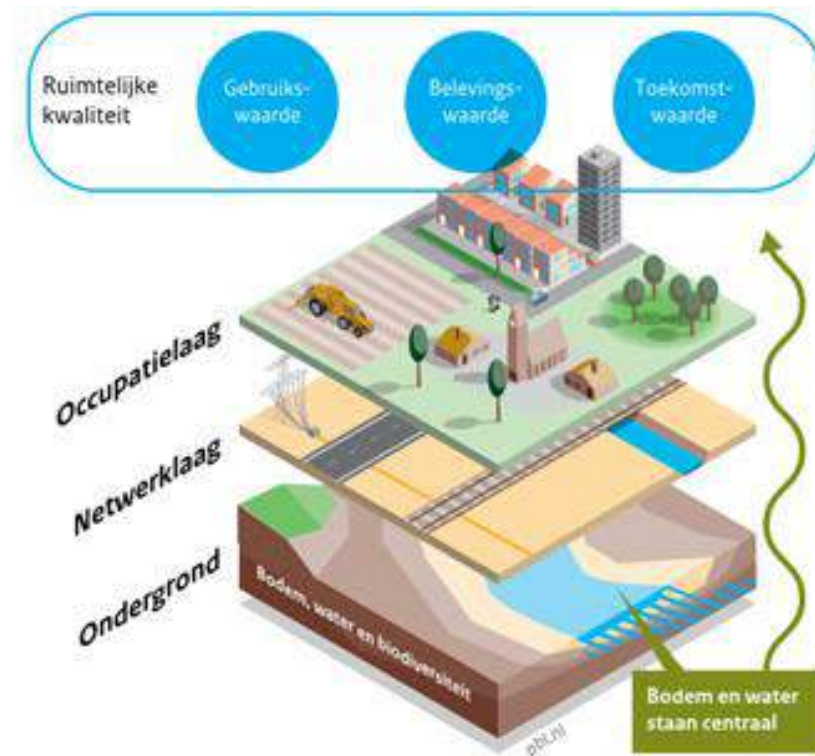 Ruimtelijke
kwaliteit
Gebruiks-
waarde
Belevings-
waarde
Toekomst-
waarde
Occupatielaag
Netwerklaag
Ondergrond
Bodem, water en biodiversiteit
Bodem en water
staan centraal
pbl.nl